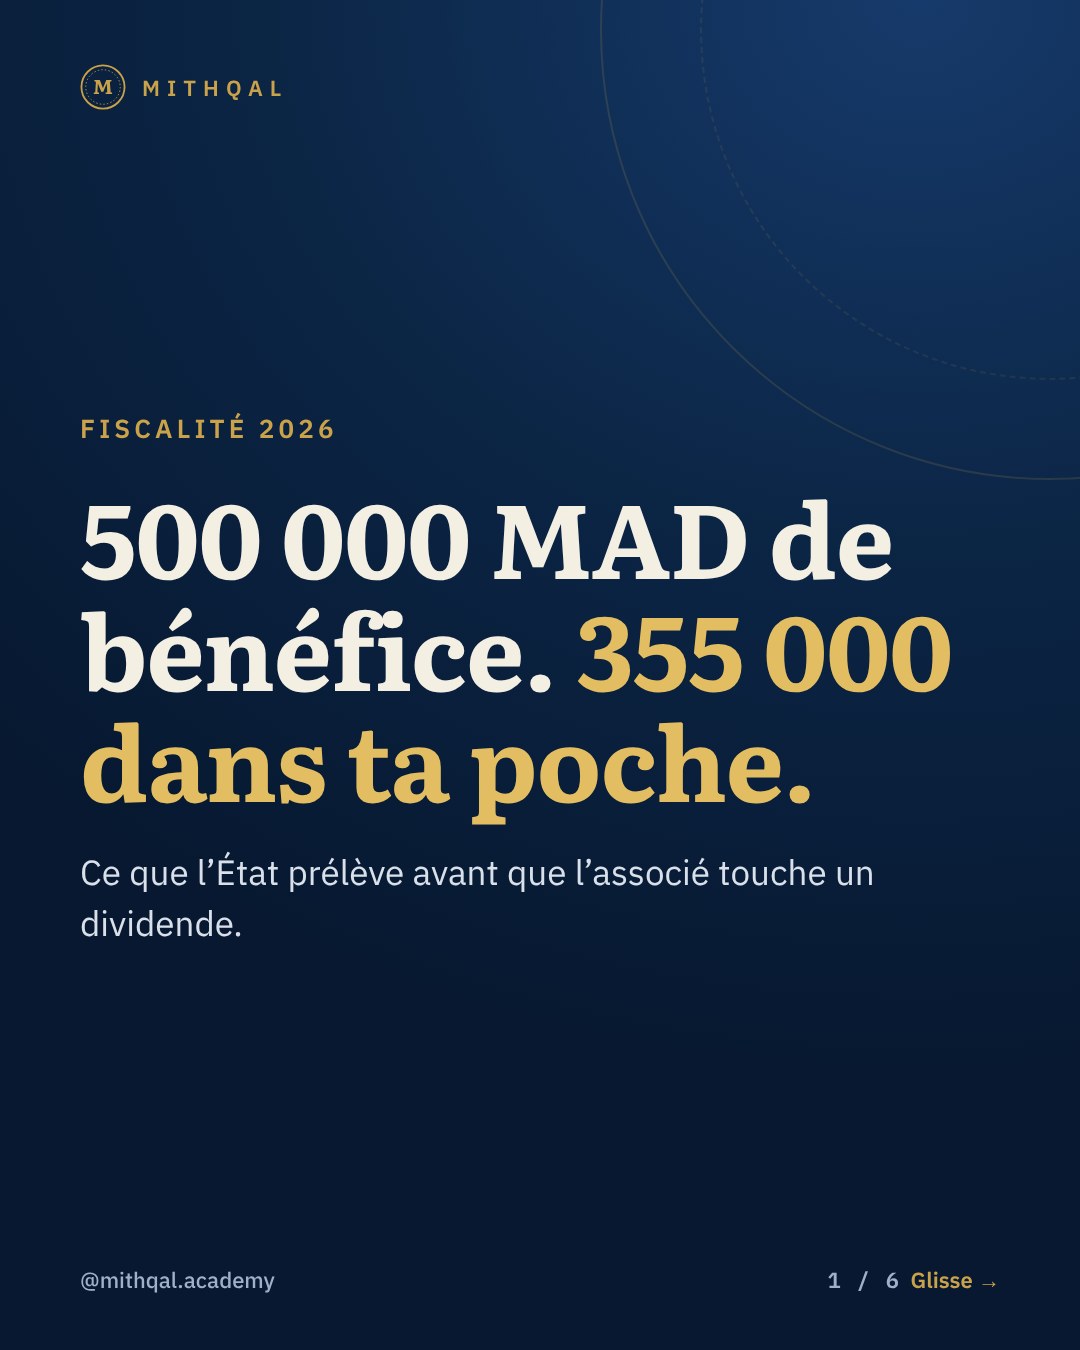 M MITHQAL
FISCALITÉ 2026
500 000 MAD de
bénéfice. 355 000
dans ta poche.
Ce que l’État prélève avant que l’associé touche un
dividende.
@mithqal.academy
1 / 6 Glisse →